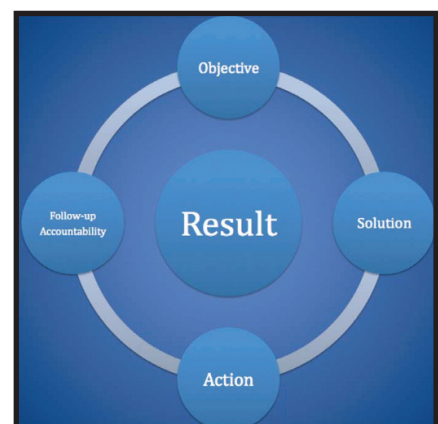 Objective
Follow-up
Accountability
Result
Solution
Action